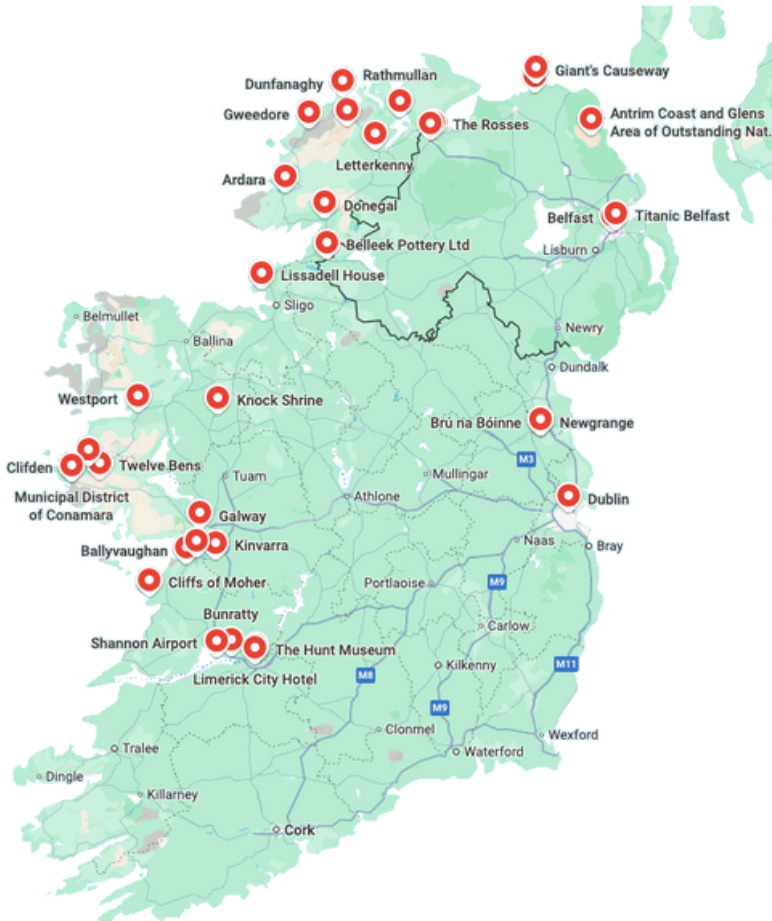 Rathmullan
Dunfanaghy
Giant's Causeway
Gweedore
Antrim Coast and Glens
Area of Outstanding Nat...
The Rosses
Letterkenny
Ardara
Donegal
Belfast
Titanic Belfast
Belleek Pottery Ltd
Lisburn
Lissadell House
Sligo
Belmullet
Newry
Ballina
Dundalk
Westport
Knock Shrine
Brú na Bóinne
Newgrange
M3
Clifden
Twelve Bens
Tuam
Mullingar
Municipal District
of Conamara
Athlone
Dublin
Galway
Ballyvaughan
Kinvarra
Naas
Bray
Cliffs of Moher
Portlaoise
M9
Bunratty
Carlow
Shannon Airport
The Hunt Museum
Limerick City Hotel
Kilkenny
M11
M8
M9
Clonmel
Wexford
Tralee
Waterford
Dingle
Killarney
Cork